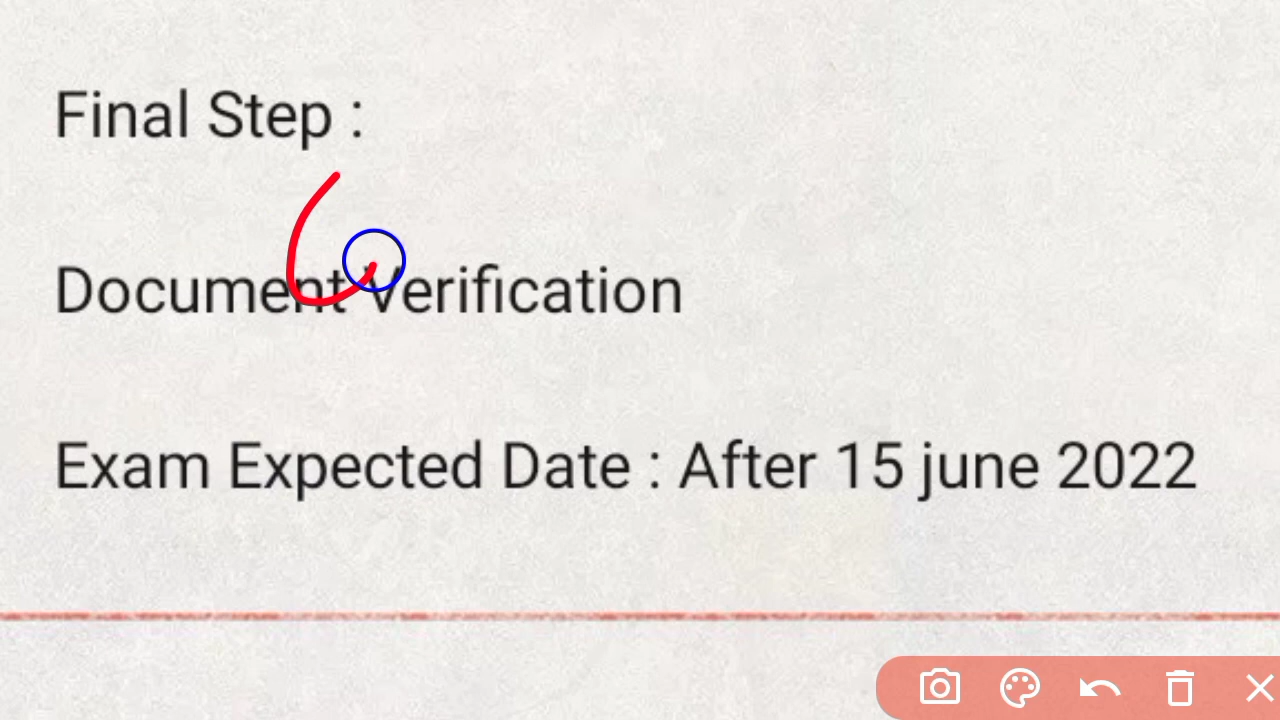 Final Step :
Document Verification
Exam Expected Date : After 15 june 2022